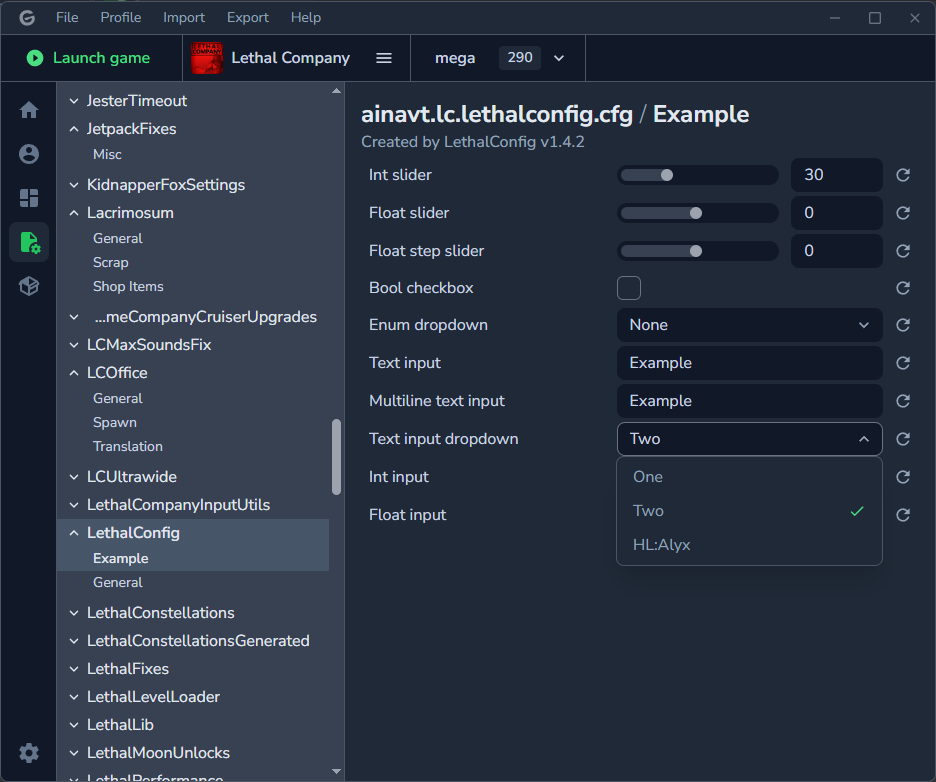 File Profile Import Export Help
Launch game
LETHAL COMPANY
Lethal Company
mega 290
JesterTimeout
JetpackFixes
Misc
KidnapperFoxSettings
Lacrimosum
General
Scrap
Shop Items
...meCompanyCruiserUpgrades
LCMaxSoundsFix
LCOffice
General
Spawn
Translation
LCUltrawide
LethalCompanyInputUtils
LethalConfig
Example
General
LethalConstellations
LethalConstellationsGenerated
LethalFixes
LethalLevelLoader
LethalLib
LethalMoonUnlocks
LethalPerformance
ainavt.lc.lethalconfig.cfg / Example
Created by LethalConfig v1.4.2
Int slider 30
Float slider 0
Float step slider 0
Bool checkbox
Enum dropdown None
Text input Example
Multiline text input Example
Text input dropdown Two
Int input
Float input
One
Two
HL:Alyx